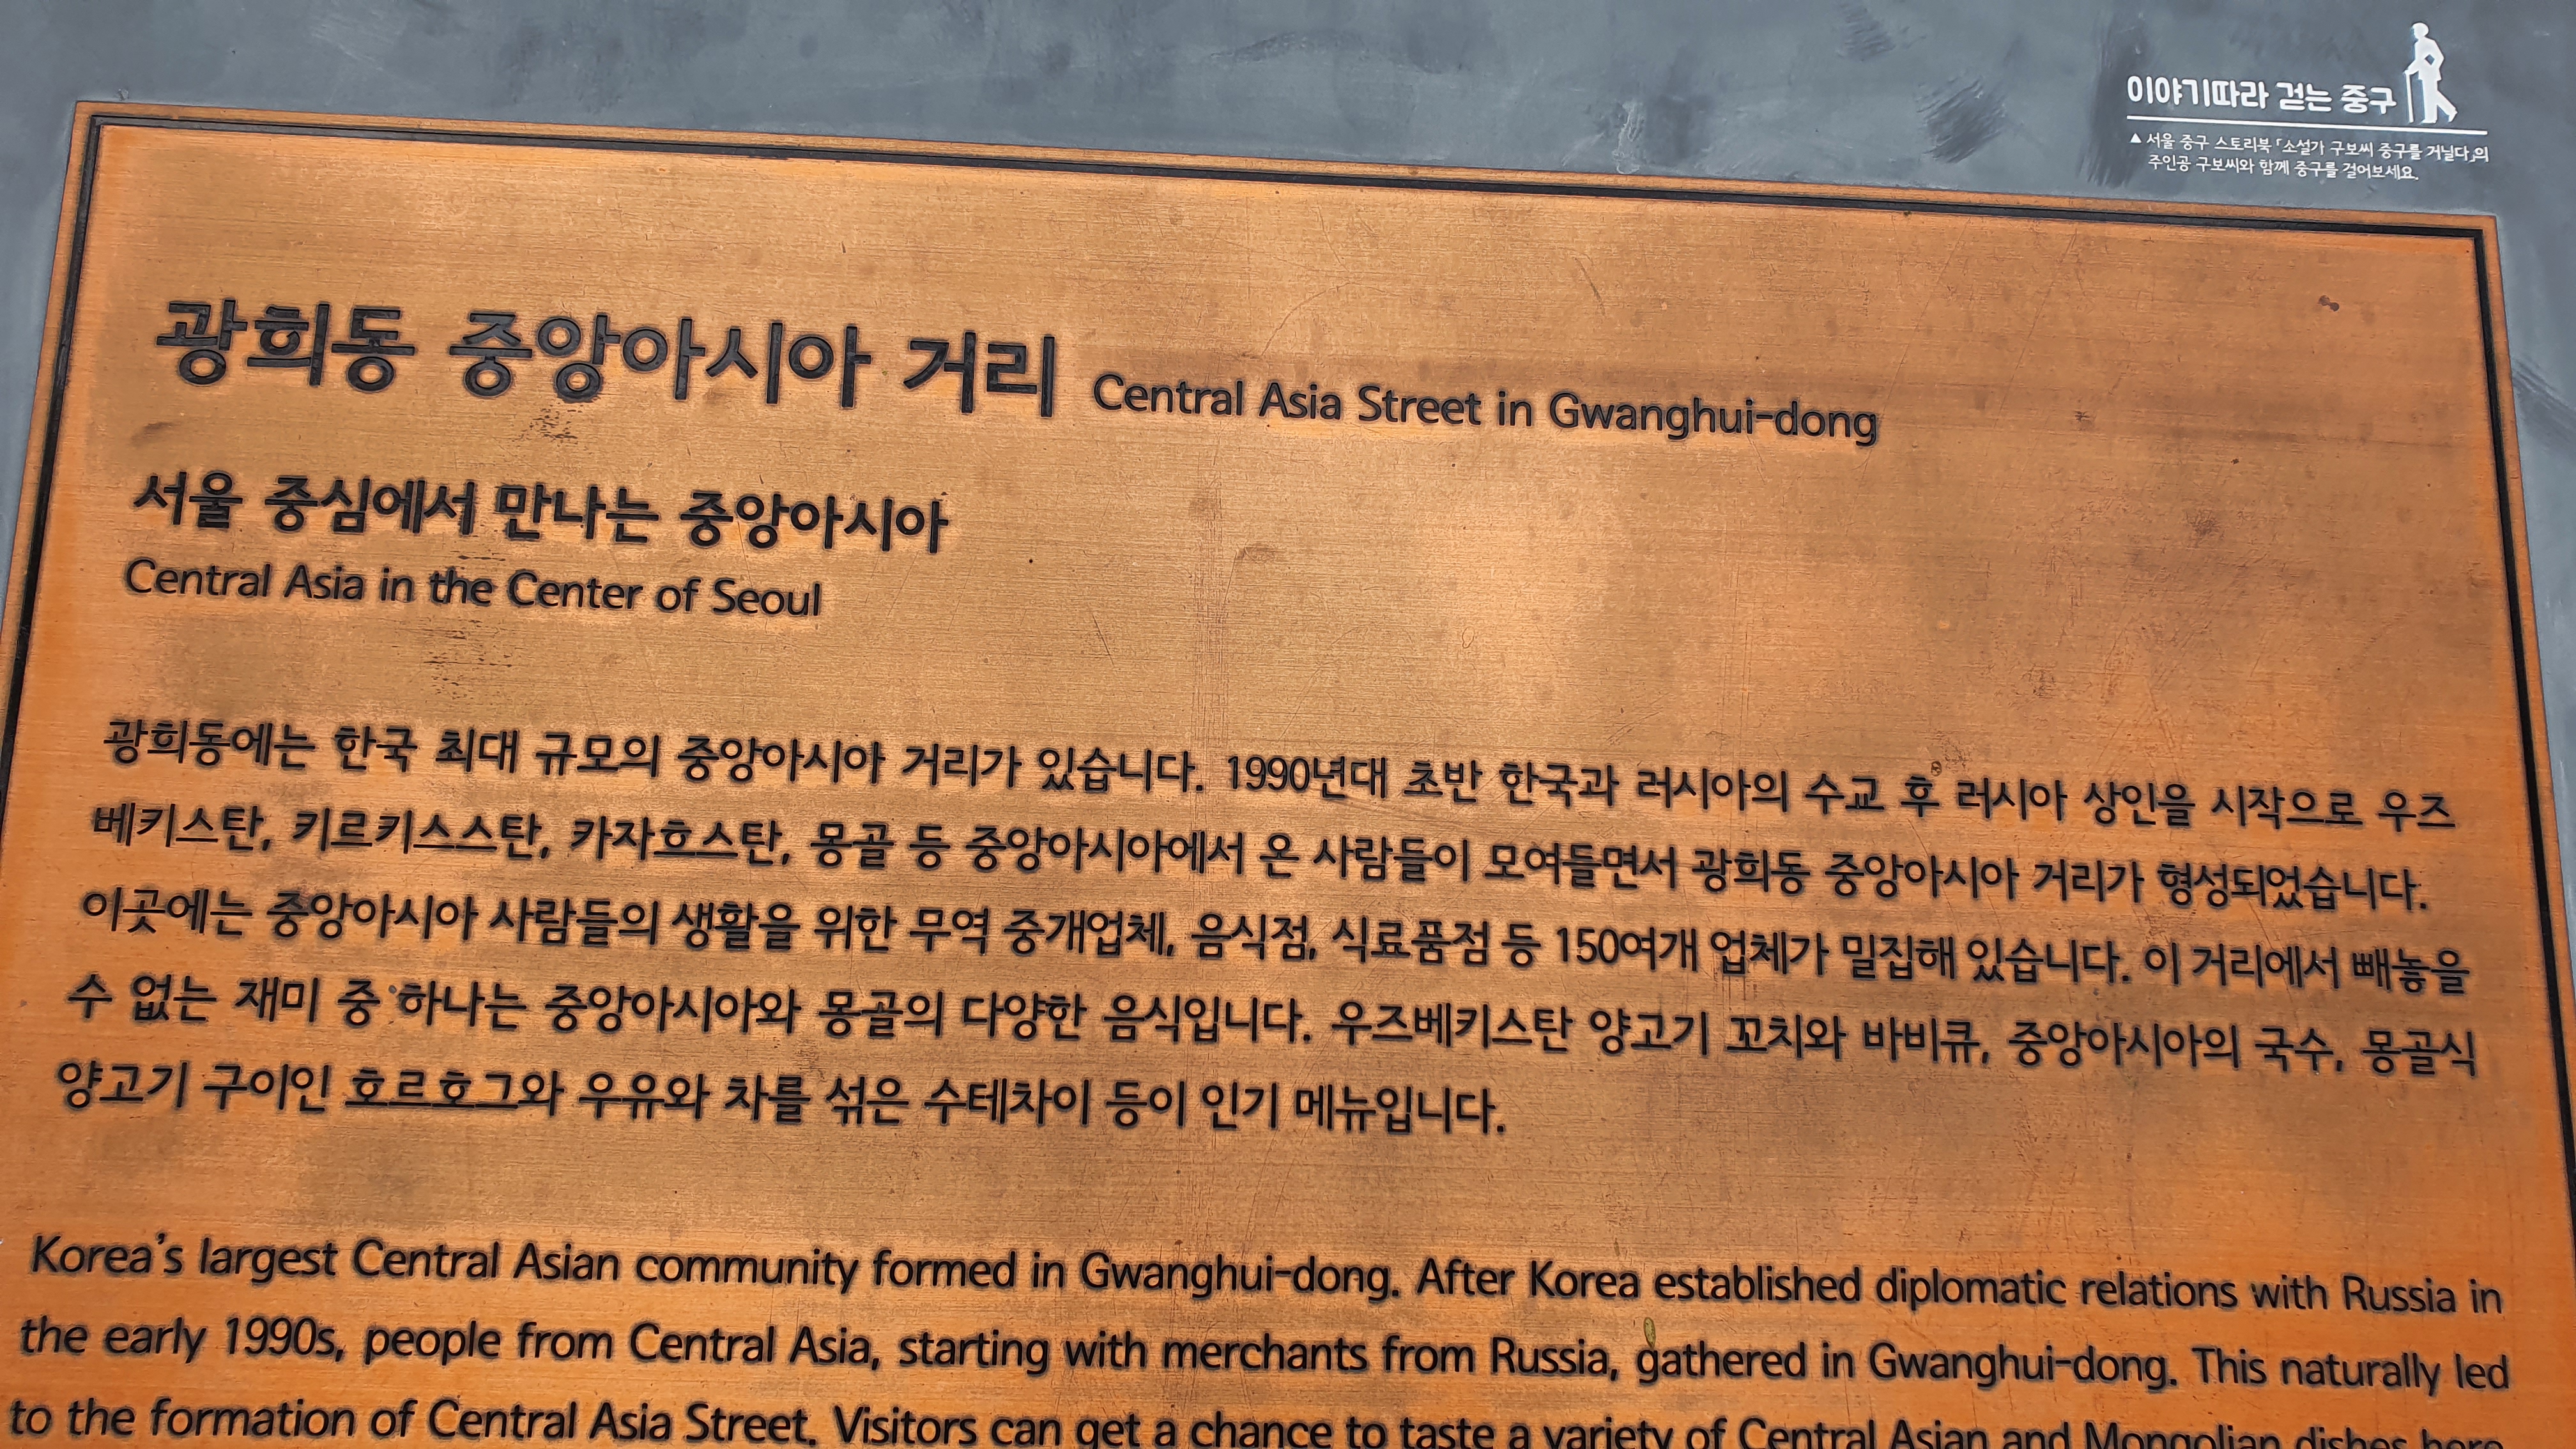 이야기따라 걷는 중구
▲ 서울 중구 스토리북 「소설가 구보씨 중구를 거닐다」의
주인공 구보씨와 함께 중구를 걸어보세요.
광희동 중앙아시아 거리 Central Asia Street in Gwanghui-dong
서울 중심에서 만나는 중앙아시아
Central Asia in the Center of Seoul
광희동에는 한국 최대 규모의 중앙아시아 거리가 있습니다. 1990년대 초반 한국과 러시아의 수교 후 러시아 상인을 시작으로 우즈
베키스탄, 키르키스스탄, 카자흐스탄, 몽골 등 중앙아시아에서 온 사람들이 모여들면서 광희동 중앙아시아 거리가 형성되었습니다.
이곳에는 중앙아시아 사람들의 생활을 위한 무역 중개업체, 음식점, 식료품점 등 150여개 업체가 밀집해 있습니다. 이 거리에서 빼놓을
수 없는 재미 중 하나는 중앙아시아와 몽골의 다양한 음식입니다. 우즈베키스탄 양고기 꼬치와 바비큐, 중앙아시아의 국수, 몽골식
양고기 구이인 호르호그와 우유와 차를 섞은 수테차이 등이 인기 메뉴입니다.
Korea's largest Central Asian community formed in Gwanghui-dong. After Korea established diplomatic relations with Russia in
the early 1990s, people from Central Asia, starting with merchants from Russia, gathered in Gwanghui-dong. This naturally led
to the formation of Central Asia Street. Visitors can get a chance to taste a variety of Central Asian and Mongolian dishes here